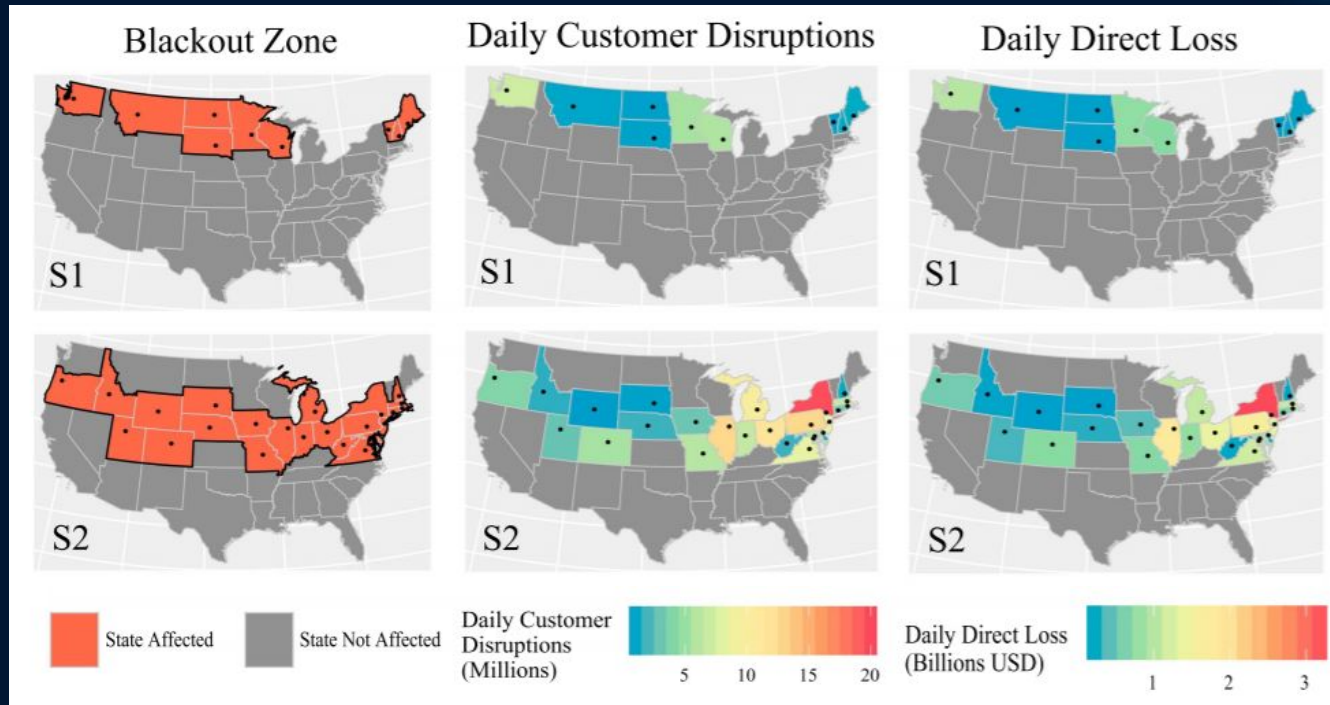 Blackout Zone
Daily Customer Disruptions
Daily Direct Loss
S1
S1
S1
S2
S2
S2
State Affected
State Not Affected
Daily Customer
Disruptions
(Millions)
5
10
15
20
Daily Direct Loss
(Billions USD)
1
2
3